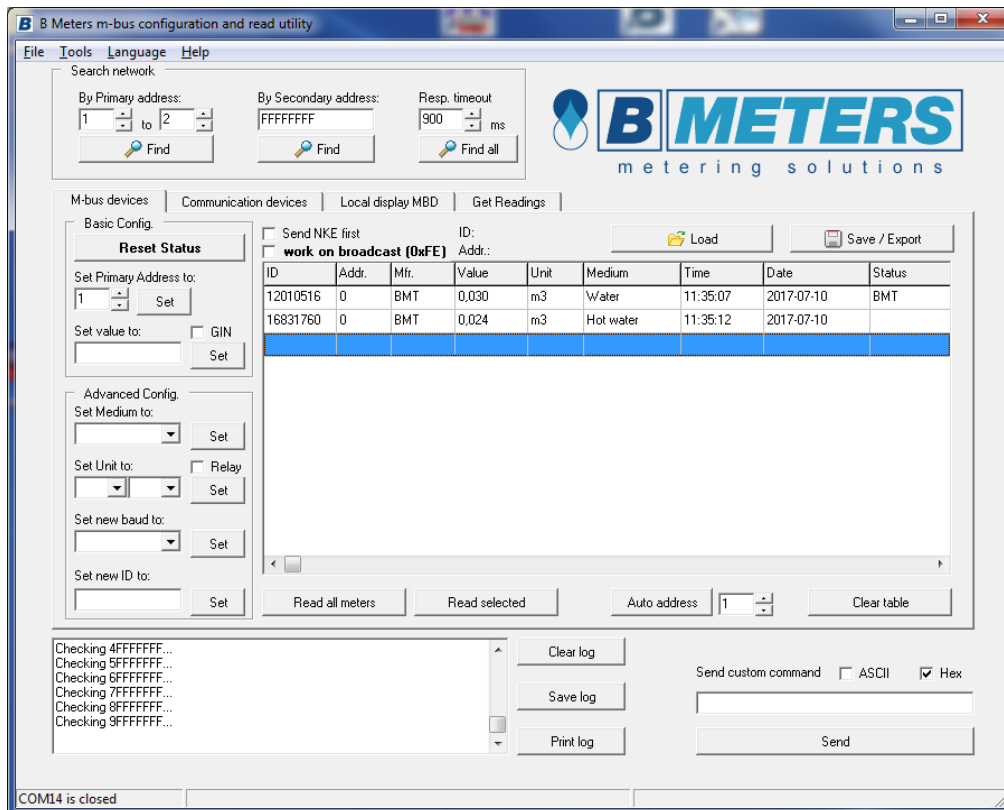 B Meters m-bus configuration and read utility
File Tools Language Help
Search network
By Primary address: By Secondary address: Resp. timeout
1 to 2 FFFFFFFF 900 ms
Find Find Find all
B METERS
metering solutions
M-bus devices Communication devices Local display MBD Get Readings
Basic Config.
Reset Status
Set Primary Address to:
1 Set
Set value to: GIN
Set
Advanced Config.
Set Medium to:
Set
Set Unit to: Relay
Set
Set new baud to:
Set
Set new ID to:
Set
Send NKE first ID:
work on broadcast (0xFE) Addr.:
Load Save / Export
ID Addr. Mfr. Value Unit Medium Time Date Status
12010516 0 BMT 0,030 m3 Water 11:35:07 2017-07-10 BMT
16831760 0 BMT 0,024 m3 Hot water 11:35:12 2017-07-10
Read all meters Read selected Auto address 1 Clear table
Checking 4FFFFFFF...
Checking 5FFFFFFF...
Checking 6FFFFFFF...
Checking 7FFFFFFF...
Checking 8FFFFFFF...
Checking 9FFFFFFF...
Clear log
Save log
Print log
Send custom command ASCII Hex
Send
COM14 is closed